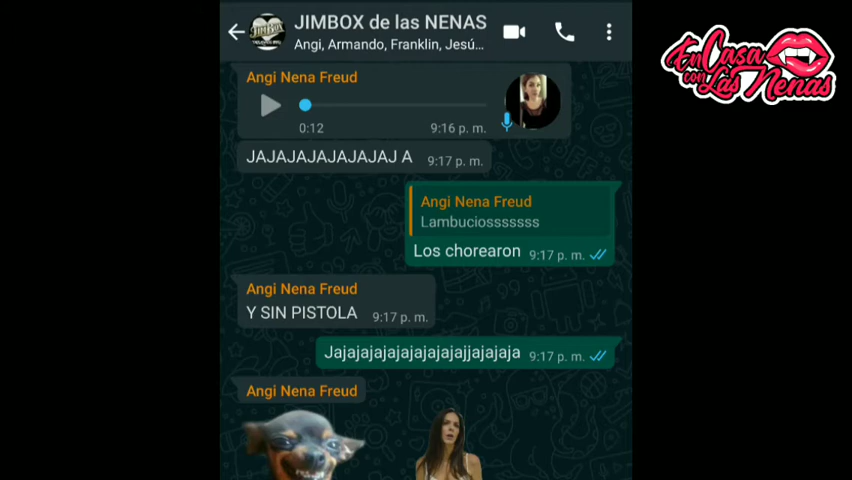 JIMBOX de las NENAS
Angi, Armando, Franklin, Jesú...
En Casa
con
Las Nenas
Angi Nena Freud
0:12 9:16 p. m.
JAJAJAJAJAJAJAJ A 9:17 p. m.
Angi Nena Freud
Lambuciosssssss
Los chorearon 9:17 p. m.
Angi Nena Freud
Y SIN PISTOLA 9:17 p. m.
Jajajajajajajajajajjajajaja 9:17 p. m.
Angi Nena Freud